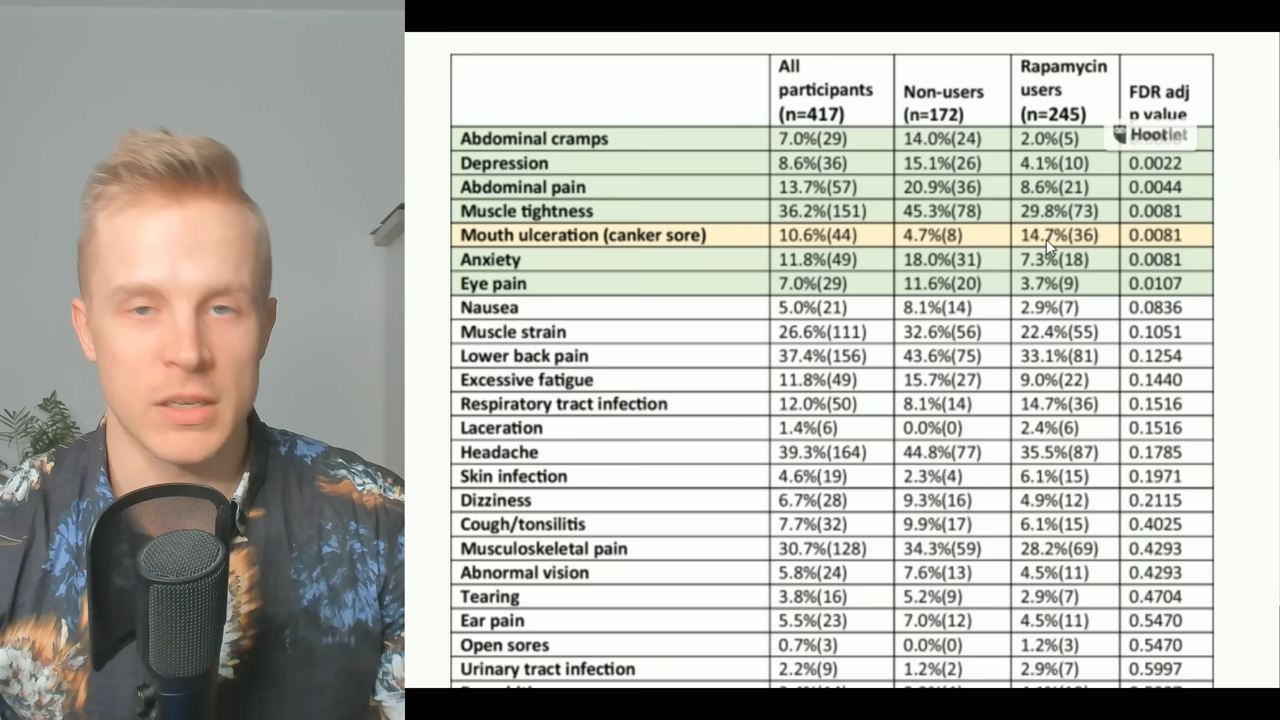 All participants (n=417) Non-users (n=172) Rapamycin users (n=245) FDR adj p value
Hootlet
Abdominal cramps 7.0%(29) 14.0%(24) 2.0%(5)
Depression 8.6%(36) 15.1%(26) 4.1%(10) 0.0022
Abdominal pain 13.7%(57) 20.9%(36) 8.6%(21) 0.0044
Muscle tightness 36.2%(151) 45.3%(78) 29.8%(73) 0.0081
Mouth ulceration (canker sore) 10.6%(44) 4.7%(8) 14.7%(36) 0.0081
Anxiety 11.8%(49) 18.0%(31) 7.3%(18) 0.0081
Eye pain 7.0%(29) 11.6%(20) 3.7%(9) 0.0107
Nausea 5.0%(21) 8.1%(14) 2.9%(7) 0.0836
Muscle strain 26.6%(111) 32.6%(56) 22.4%(55) 0.1051
Lower back pain 37.4%(156) 43.6%(75) 33.1%(81) 0.1254
Excessive fatigue 11.8%(49) 15.7%(27) 9.0%(22) 0.1440
Respiratory tract infection 12.0%(50) 8.1%(14) 14.7%(36) 0.1516
Laceration 1.4%(6) 0.0%(0) 2.4%(6) 0.1516
Headache 39.3%(164) 44.8%(77) 35.5%(87) 0.1785
Skin infection 4.6%(19) 2.3%(4) 6.1%(15) 0.1971
Dizziness 6.7%(28) 9.3%(16) 4.9%(12) 0.2115
Cough/tonsilitis 7.7%(32) 9.9%(17) 6.1%(15) 0.4025
Musculoskeletal pain 30.7%(128) 34.3%(59) 28.2%(69) 0.4293
Abnormal vision 5.8%(24) 7.6%(13) 4.5%(11) 0.4293
Tearing 3.8%(16) 5.2%(9) 2.9%(7) 0.4704
Ear pain 5.5%(23) 7.0%(12) 4.5%(11) 0.5470
Open sores 0.7%(3) 0.0%(0) 1.2%(3) 0.5470
Urinary tract infection 2.2%(9) 1.2%(2) 2.9%(7) 0.5997